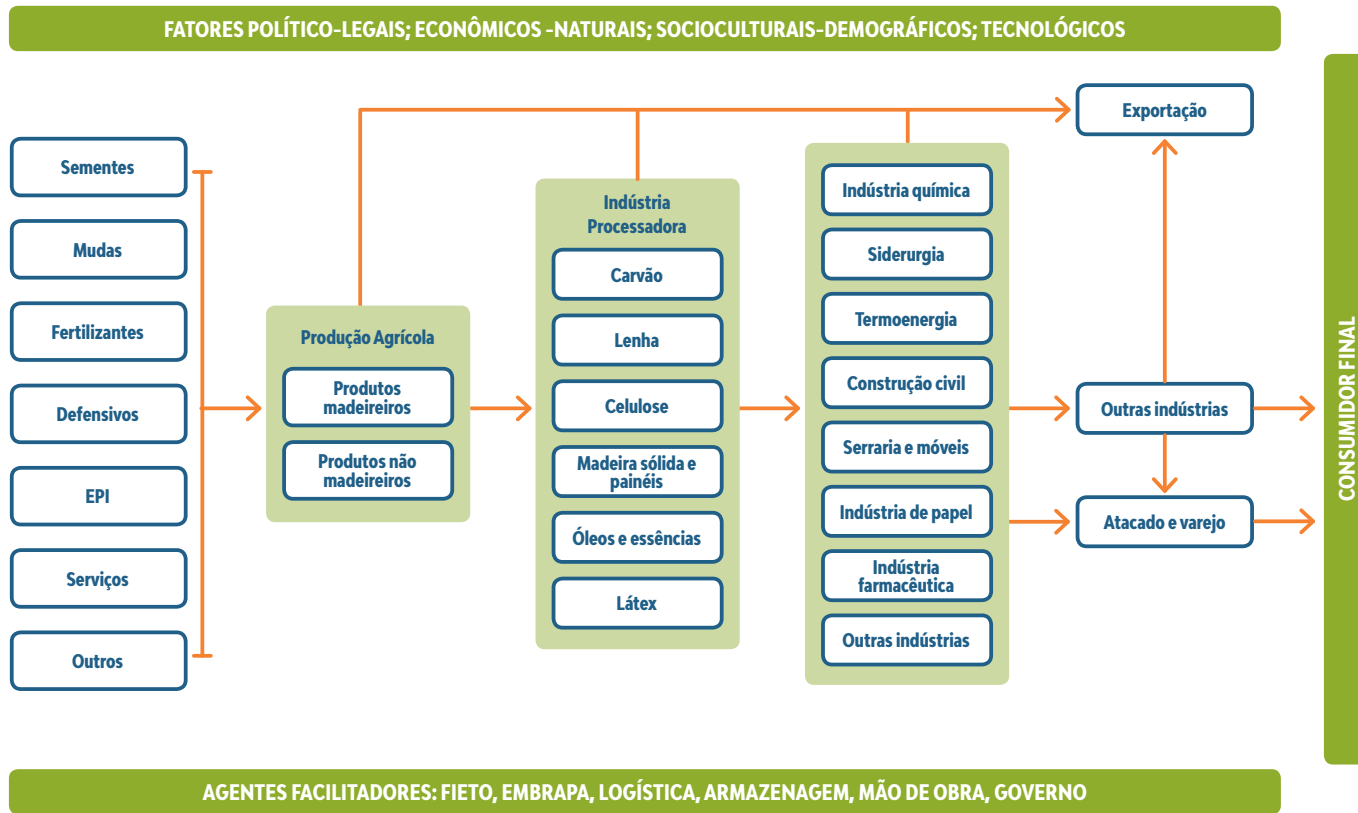 FATORES POLÍTICO-LEGAIS; ECONÔMICOS -NATURAIS; SOCIOCULTURAIS-DEMOGRÁFICOS; TECNOLÓGICOS
Sementes
Mudas
Fertilizantes
Defensivos
EPI
Serviços
Outros
Produção Agrícola
Produtos
madeireiros
Produtos não
madeireiros
Indústria
Processadora
Carvão
Lenha
Celulose
Madeira sólida e
painéis
Óleos e essências
Látex
Indústria química
Siderurgia
Termoenergia
Construção civil
Serraria e móveis
Indústria de papel
Indústria
farmacêutica
Outras indústrias
Exportação
Outras indústrias
Atacado e varejo
CONSUMIDOR FINAL
AGENTES FACILITADORES: FIETO, EMBRAPA, LOGÍSTICA, ARMAZENAGEM, MÃO DE OBRA, GOVERNO